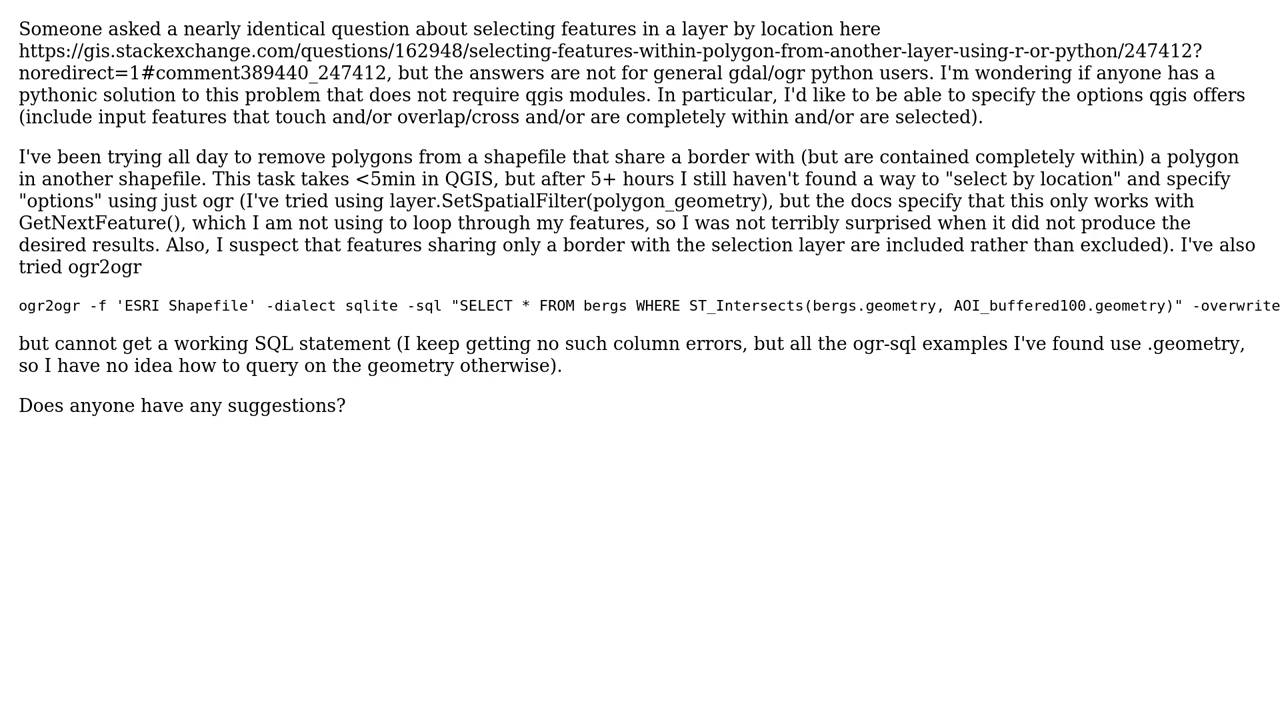 Someone asked a nearly identical question about selecting features in a layer by location here
https://gis.stackexchange.com/questions/162948/selecting-features-within-polygon-from-another-layer-using-r-or-python/247412?
noredirect=1#comment389440_247412, but the answers are not for general gdal/ogr python users. I'm wondering if anyone has a
pythonic solution to this problem that does not require qgis modules. In particular, I'd like to be able to specify the options qgis offers
(include input features that touch and/or overlap/cross and/or are completely within and/or are selected).
I've been trying all day to remove polygons from a shapefile that share a border with (but are contained completely within) a polygon
in another shapefile. This task takes <5min in QGIS, but after 5+ hours I still haven't found a way to "select by location" and specify
"options" using just ogr (I've tried using layer.SetSpatialFilter(polygon_geometry), but the docs specify that this only works with
GetNextFeature(), which I am not using to loop through my features, so I was not terribly surprised when it did not produce the
desired results. Also, I suspect that features sharing only a border with the selection layer are included rather than excluded). I've also
tried ogr2ogr
ogr2ogr -f 'ESRI Shapefile' -dialect sqlite -sql "SELECT * FROM bergs WHERE ST_Intersects(bergs.geometry, AOI_buffered100.geometry)" -overwrite
but cannot get a working SQL statement (I keep getting no such column errors, but all the ogr-sql examples I've found use .geometry,
so I have no idea how to query on the geometry otherwise).
Does anyone have any suggestions?